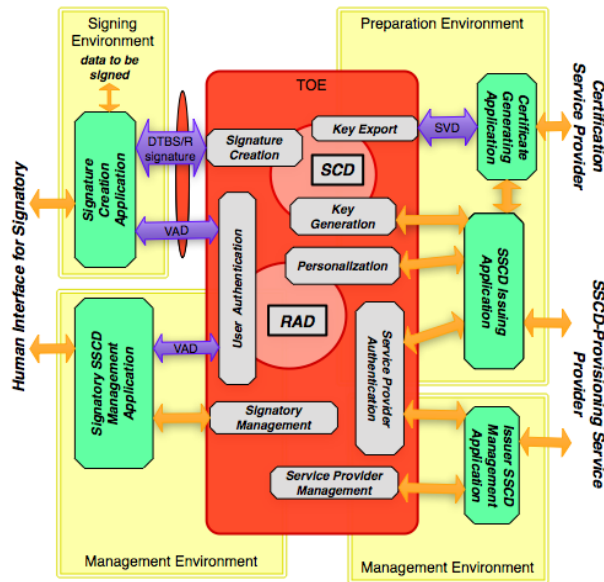 Signing
Environment
data to be
signed
Preparation Environment
TOE
Certification
Service Provider
Certificate
Generating
Application
SVD
Key Export
DTBS/R
signature
Signature
Creation
Signature
Creation
Application
SCD
Key
Generation
VAD
Personalization
SSCD Issuing
Application
Human Interface for Signatory
User Authentication
RAD
SSCD-Provisioning Service
Provider
Service Provider
Authentication
VAD
Signatory SSCD
Management
Application
Signatory
Management
Issuer SSCD
Management
Application
Service Provider
Management
Management Environment
Management Environment